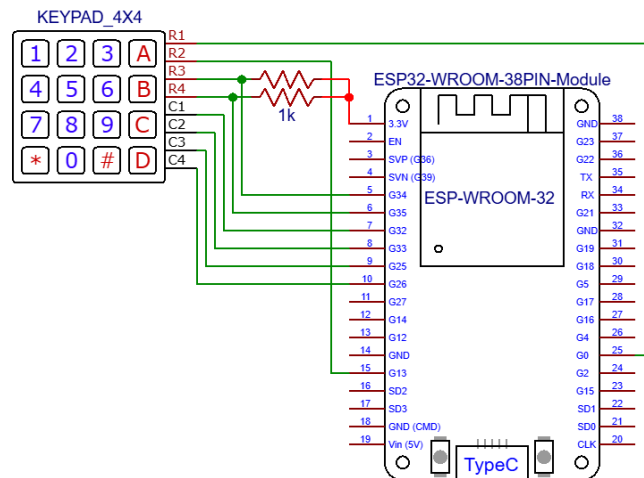 KEYPAD_4X4
1 2 3 A
4 5 6 B
7 8 9 C
* 0 # D
R1
R2
R3
R4
C1
C2
C3
C4
1k
ESP32-WROOM-38PIN-Module
ESP-WROOM-32
1 3.3V
2 EN
3 SVP (G36)
4 SVN (G39)
5 G34
6 G35
7 G32
8 G33
9 G25
10 G26
11 G27
12 G14
13 G12
14 GND
15 G13
16 SD2
17 SD3
18 GND (CMD)
19 Vin (5V)
GND 38
G23 37
G22 36
TX 35
RX 34
G21 33
GND 32
G19 31
G18 30
G5 29
G17 28
G16 27
G4 26
G0 25
G2 24
G15 23
SD1 22
SD0 21
CLK 20
TypeC